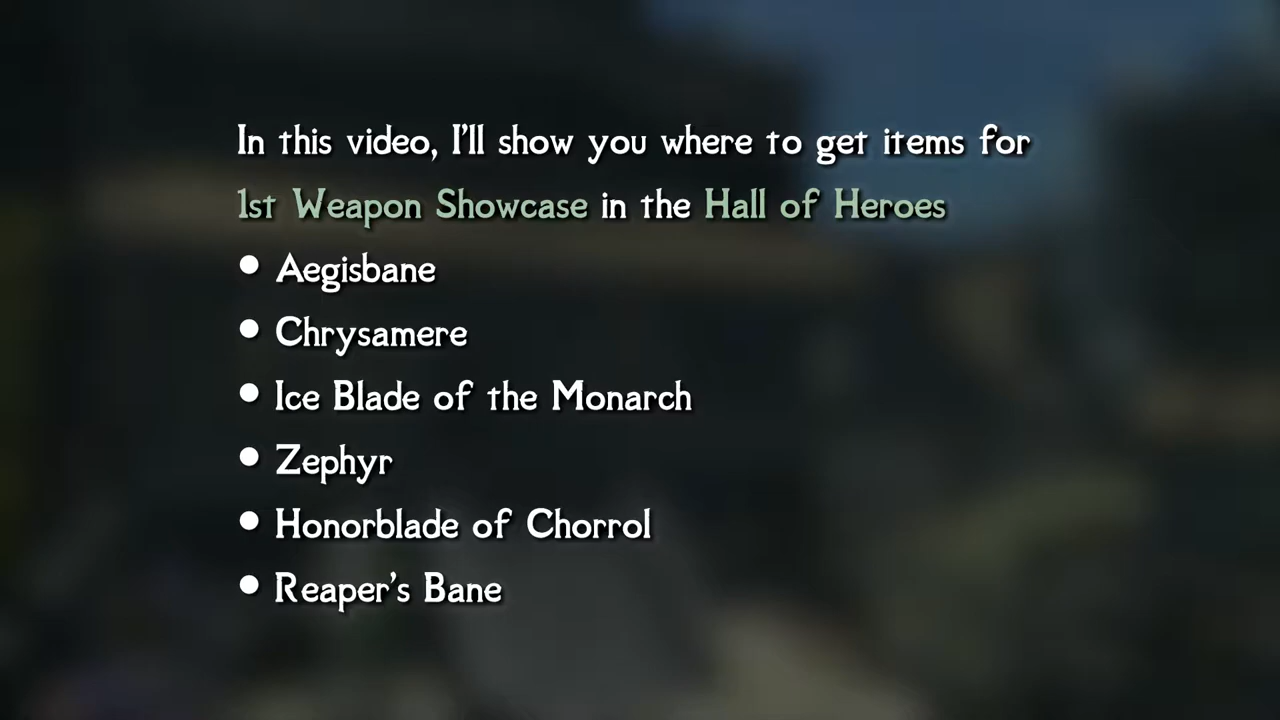 In this video, I'll show you where to get items for
1st Weapon Showcase in the Hall of Heroes
• Aegisbane
• Chrysamere
• Ice Blade of the Monarch
• Zephyr
• Honorblade of Chorrol
• Reaper's Bane